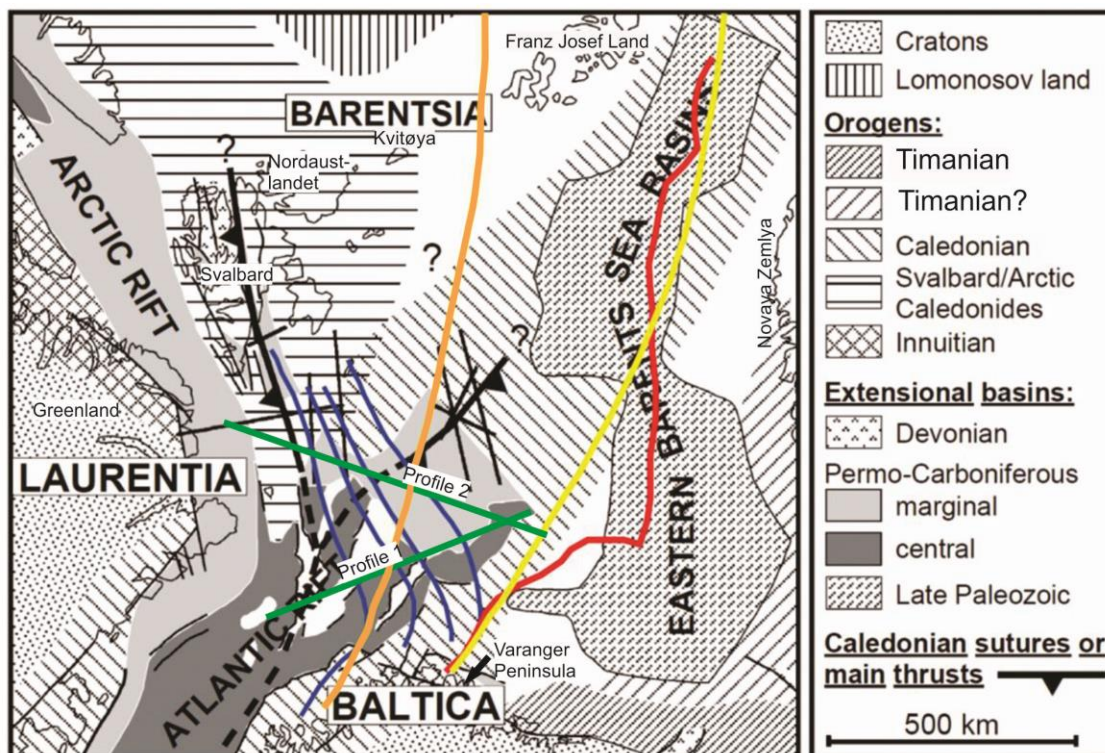 Franz Josef Land
BARENTSIA
Kvitøya
?
Nordaust-
landet
ARCTIC RIFT
Svalbard
?
EASTERN BARENTS SEA BASINS
Novaya Zemlya
?
Greenland
LAURENTIA
Profile 2
Profile 1
ATLANTIC RIFT
Varanger
Peninsula
BALTICA
Cratons
Lomonosov land
Orogens:
Timanian
Timanian?
Caledonian
Svalbard/Arctic
Caledonides
Innuitian
Extensional basins:
Devonian
Permo-Carboniferous
marginal
central
Late Paleozoic
Caledonian sutures or
main thrusts
500 km